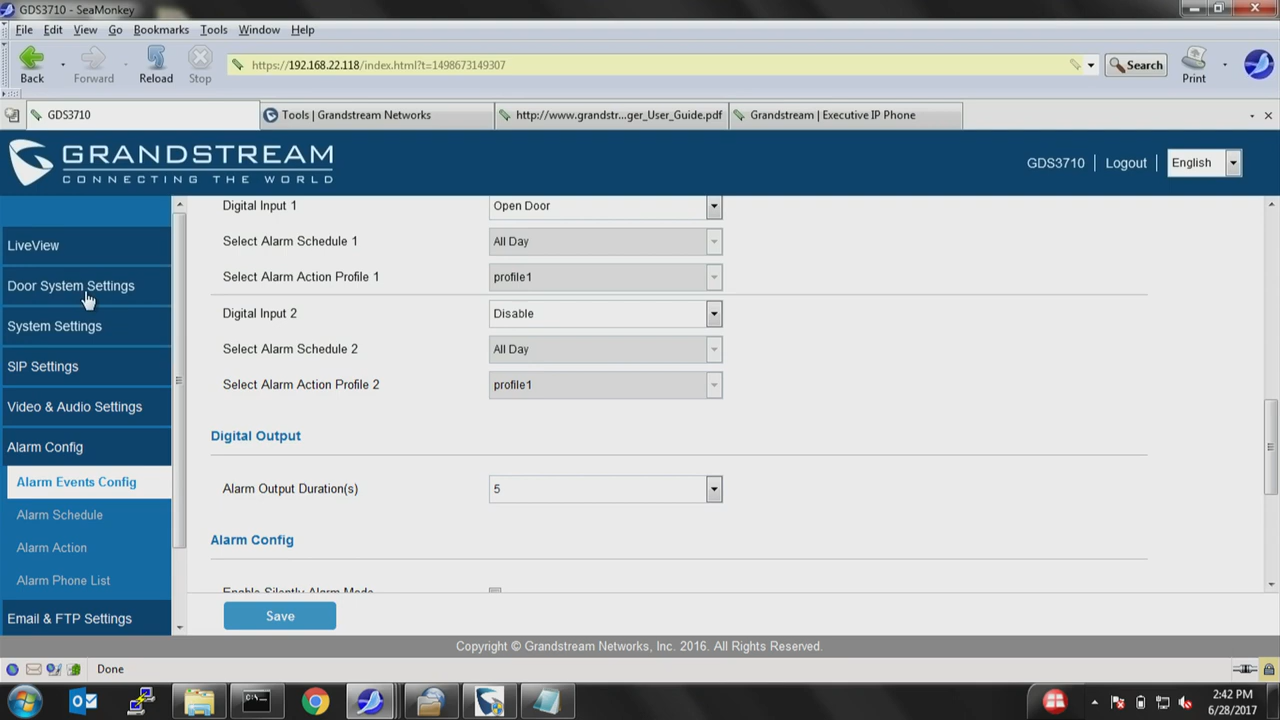 GDS3710 - SeaMonkey
File Edit View Go Bookmarks Tools Window Help
Back Forward Reload Stop https://192.168.22.118/index.html?t=1498673149307 Search Print
GDS3710 Tools | Grandstream Networks http://www.grandstr...ger_User_Guide.pdf Grandstream | Executive IP Phone
GRANDSTREAM
CONNECTING THE WORLD
GDS3710 Logout English
LiveView
Door System Settings
System Settings
SIP Settings
Video & Audio Settings
Alarm Config
Alarm Events Config
Alarm Schedule
Alarm Action
Alarm Phone List
Email & FTP Settings
Digital Input 1 Open Door
Select Alarm Schedule 1 All Day
Select Alarm Action Profile 1 profile1
Digital Input 2 Disable
Select Alarm Schedule 2 All Day
Select Alarm Action Profile 2 profile1
Digital Output
Alarm Output Duration(s) 5
Alarm Config
Enable Silently Alarm Mode
Save
Copyright © Grandstream Networks, Inc. 2016. All Rights Reserved.
Done
2:42 PM
6/28/2017